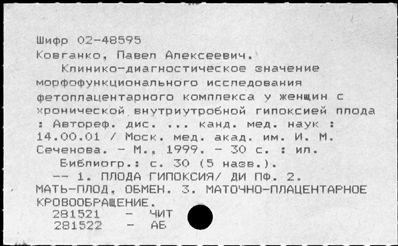 Шифр 02-48595
Ковганко, Павел Алексеевич.
Клинико-диагностическое значение
морфофункционального исследования
фетоплацентарного комплекса у женщин с
хронической внутриутробной гипоксией плода
: Автореф. дис. ... канд. мед. наук :
14.00.01 / Моск. мед. акад. им. И. М.
Сеченова. - М., 1999. - 30 с. : ил.
Библиогр.: с. 30 (5 назв.).
-- 1. ПЛОДА ГИПОКСИЯ/ ДИ ПФ. 2.
МАТЬ-ПЛОД, ОБМЕН. 3. МАТОЧНО-ПЛАЦЕНТАРНОЕ
КРОВООБРАЩЕНИЕ.
281521 - ЧИТ
281522 - АБ